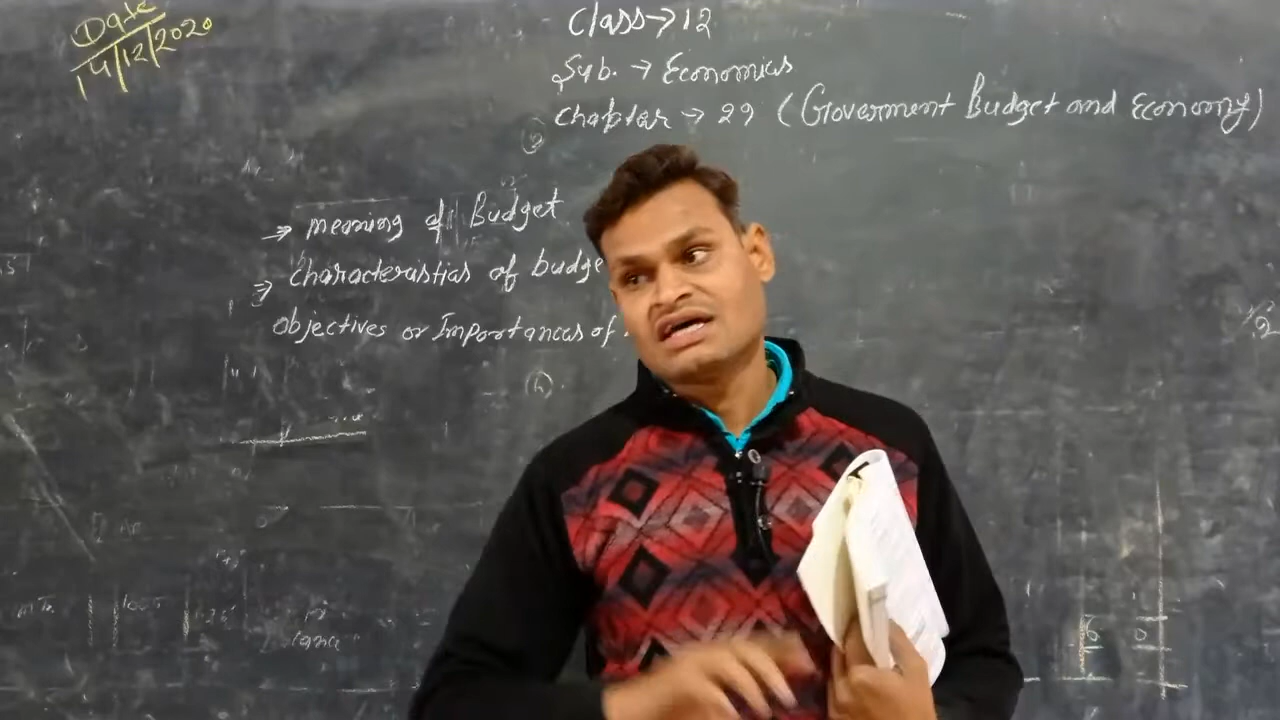 Date
14/12/2020
Class → 12
Sub. → Economics
Chapter → 29 (Goverment Budget and Economy)
→ meaning of Budget
→ characteristics of budge
objectives or Importances of